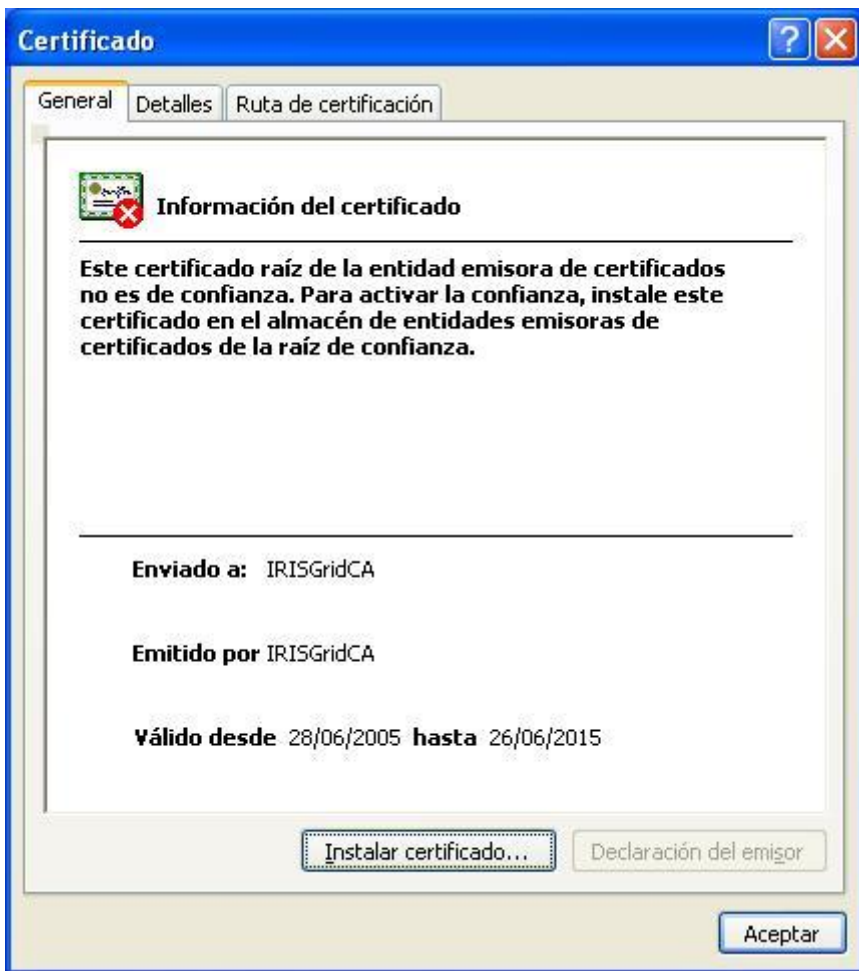 Certificado
General Detalles Ruta de certificación
Información del certificado
Este certificado raíz de la entidad emisora de certificados
no es de confianza. Para activar la confianza, instale este
certificado en el almacén de entidades emisoras de
certificados de la raíz de confianza.
Enviado a: IRISGridCA
Emitido por IRISGridCA
Válido desde 28/06/2005 hasta 26/06/2015
Instalar certificado... Declaración del emisor
Aceptar